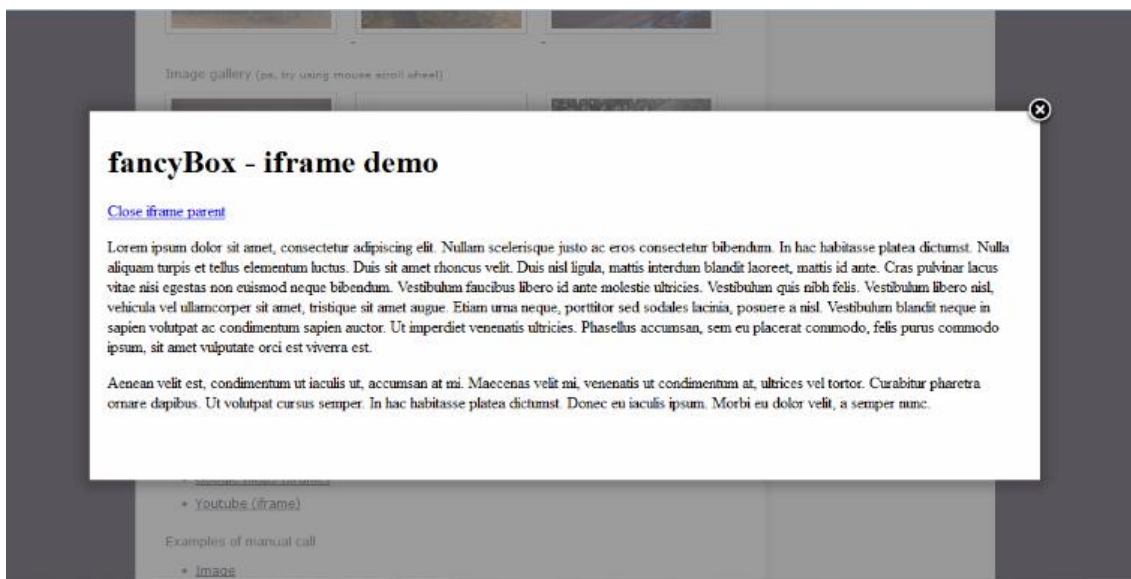 Image gallery (ps, try using mouse scroll wheel)
fancyBox - iframe demo
Close iframe parent
Lorem ipsum dolor sit amet, consectetur adipiscing elit. Nullam scelerisque justo ac eros consectetur bibendum. In hac habitasse platea dictumst. Nulla
aliquam turpis et tellus elementum luctus. Duis sit amet rhoncus velit. Duis nisl ligula, mattis interdum blandit laoreet, mattis id ante. Cras pulvinar lacus
vitae nisi egestas non euismod neque bibendum. Vestibulum faucibus libero id ante molestie ultricies. Vestibulum quis nibh felis. Vestibulum libero nisl,
vehicula vel ullamcorper sit amet, tristique sit amet augue. Etiam urna neque, porttitor sed sodales lacinia, posuere a nisl. Vestibulum blandit neque in
sapien volutpat ac condimentum sapien auctor. Ut imperdiet venenatis ultricies. Phasellus accumsan, sem eu placerat commodo, felis purus commodo
ipsum, sit amet vulputate orci est viverra est.
Aenean velit est, condimentum ut iaculis ut, accumsan at mi. Maecenas velit mi, venenatis ut condimentum at, ultrices vel tortor. Curabitur pharetra
ornare dapibus. Ut volutpat cursus semper. In hac habitasse platea dictumst. Donec eu iaculis ipsum. Morbi eu dolor velit, a semper nunc.
• Youtube (iframe)
Examples of manual call
• Image